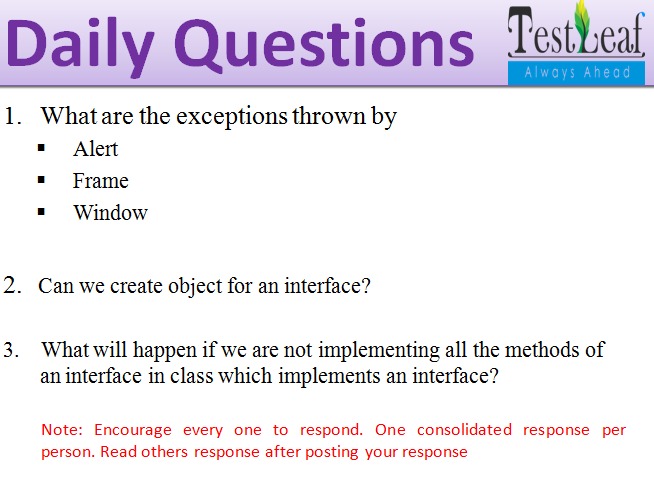 Daily Questions
TestLeaf
Always Ahead
1. What are the exceptions thrown by
▪ Alert
▪ Frame
▪ Window
2. Can we create object for an interface?
3. What will happen if we are not implementing all the methods of
an interface in class which implements an interface?
Note: Encourage every one to respond. One consolidated response per
person. Read others response after posting your response